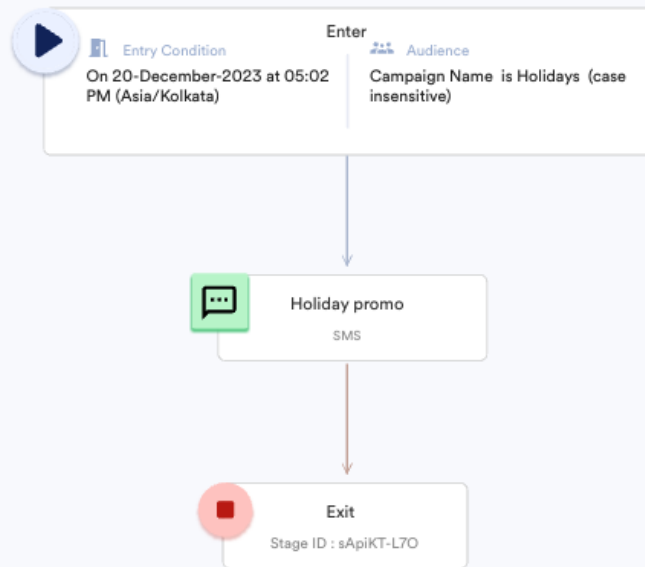 Enter
Entry Condition
On 20-December-2023 at 05:02
PM (Asia/Kolkata)
Audience
Campaign Name is Holidays (case
insensitive)
Holiday promo
SMS
Exit
Stage ID : sApiKT-L7O